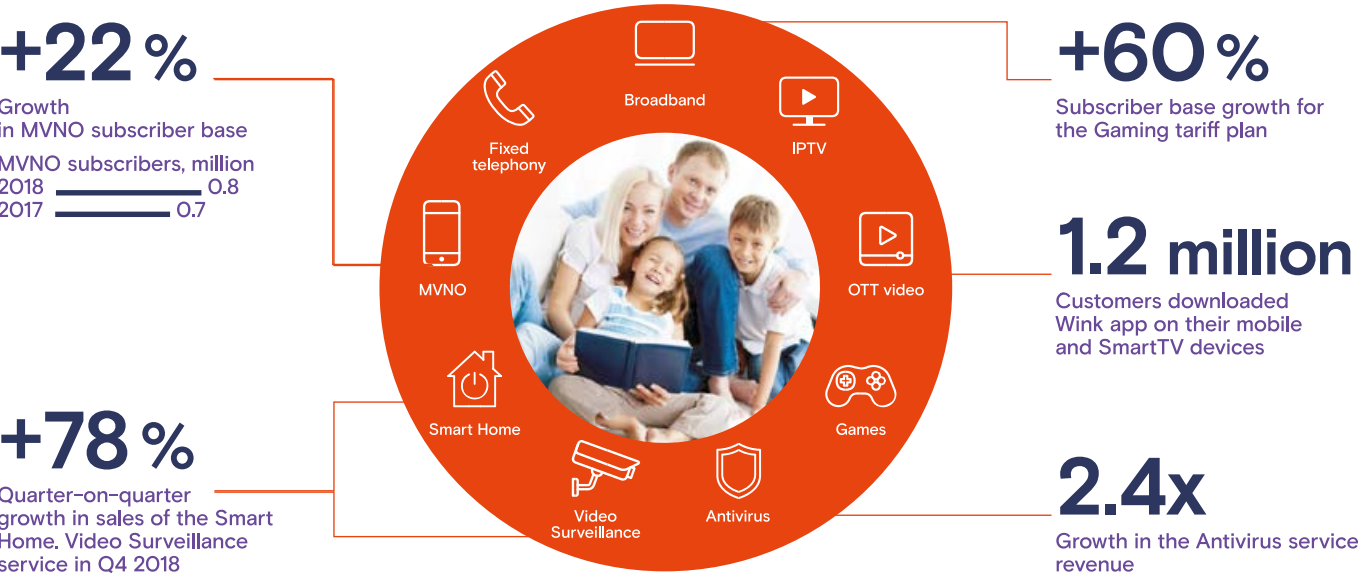 +22 %
Growth
in MVNO subscriber base
MVNO subscribers, million
2018 0.8
2017 0.7
+78 %
Quarter-on-quarter
growth in sales of the Smart
Home. Video Surveillance
service in Q4 2018
Broadband
IPTV
OTT video
Games
Antivirus
Video
Surveillance
Smart Home
MVNO
Fixed
telephony
+60 %
Subscriber base growth for
the Gaming tariff plan
1.2 million
Customers downloaded
Wink app on their mobile
and SmartTV devices
2.4x
Growth in the Antivirus service
revenue